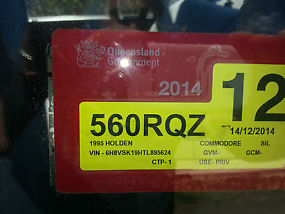 Queensland
Government
2014
12
560RQZ
14/12/2014
1995 HOLDEN COMMODORE SIL
VIN - 6H8VSK19HTL895624 GVM- GCM-
CTP- 1 USE- PRIV